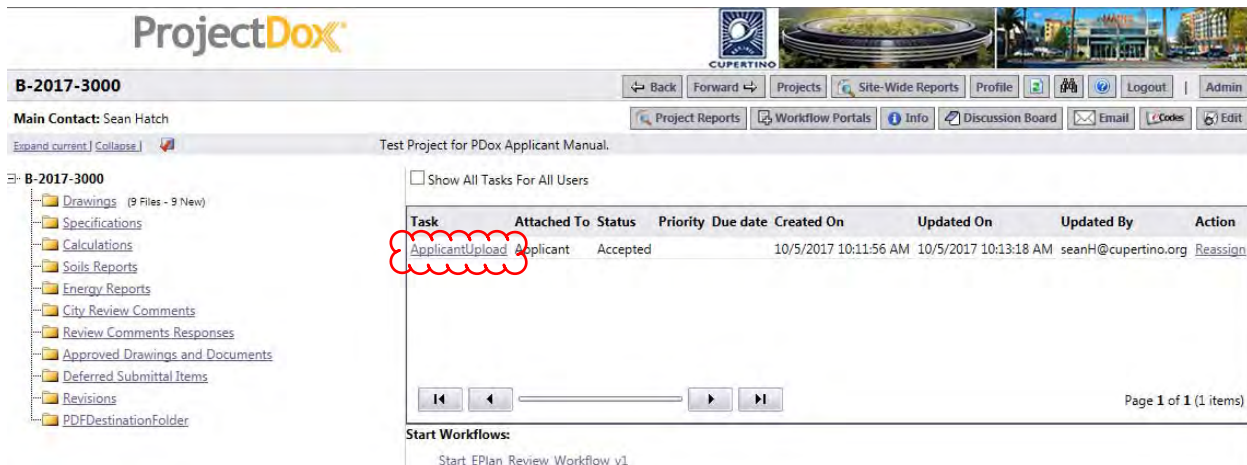 ProjectDox
CUPERTINO
B-2017-3000
Back Forward Projects Site-Wide Reports Profile Logout | Admin
Main Contact: Sean Hatch
Project Reports Workflow Portals Info Discussion Board Email eCodes Edit
Expand current | Collapse |
Test Project for PDox Applicant Manual.
B-2017-3000
Drawings (9 Files - 9 New)
Specifications
Calculations
Soils Reports
Energy Reports
City Review Comments
Review Comments Responses
Approved Drawings and Documents
Deferred Submittal Items
Revisions
PDFDestinationFolder
Show All Tasks For All Users
Task Attached To Status Priority Due date Created On Updated On Updated By Action
ApplicantUpload Applicant Accepted 10/5/2017 10:11:56 AM 10/5/2017 10:13:18 AM seanH@cupertino.org Reassign
Page 1 of 1 (1 items)
Start Workflows:
Start EPlan Review Workflow v1